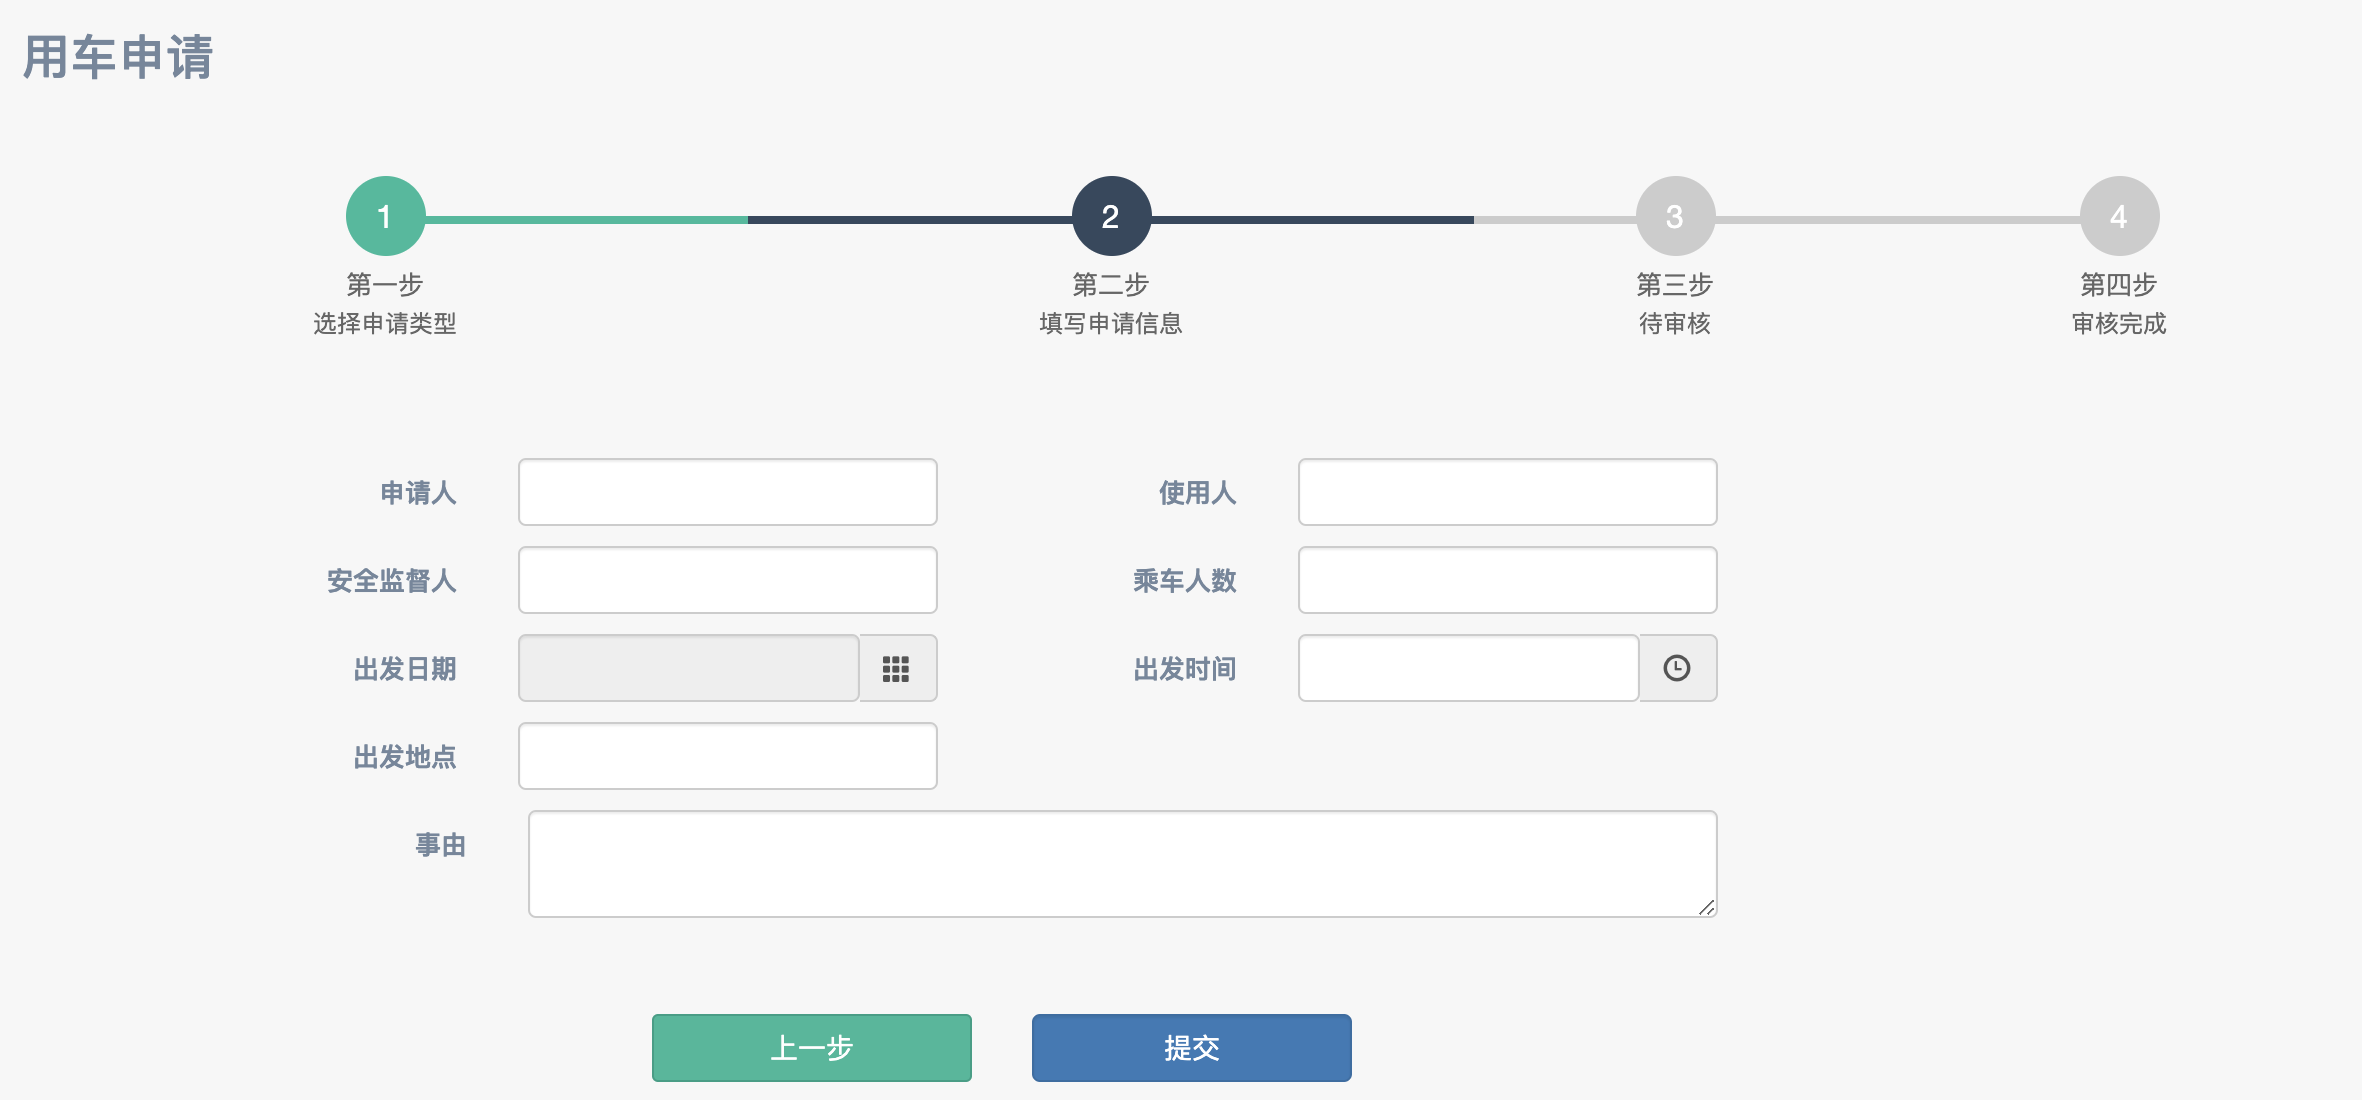 用车申请
1
2
3
4
第一步
第二步
第三步
第四步
选择申请类型
填写申请信息
待审核
审核完成
申请人
使用人
安全监督人
乘车人数
出发日期
出发时间
出发地点
事由
上一步
提交